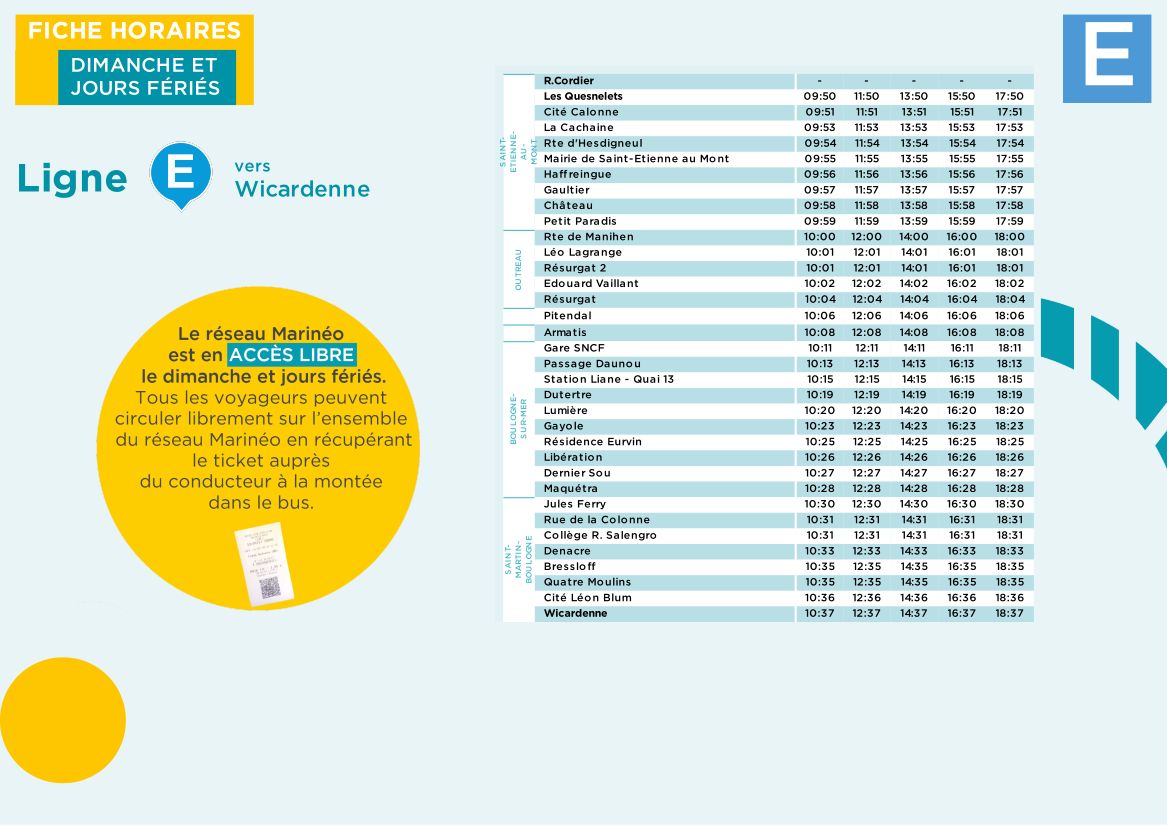 FICHE HORAIRES
DIMANCHE ET
JOURS FÉRIÉS
E
Ligne E vers
Wicardenne
Le réseau Marinéo
est en ACCÈS LIBRE
le dimanche et jours fériés.
Tous les voyageurs peuvent
circuler librement sur l'ensemble
du réseau Marinéo en récupérant
le ticket auprès
du conducteur à la montée
dans le bus.
SAINT-
ETIENNE-
AU-
MONT
R.Cordier - - - - -
Les Quesnelets 09:50 11:50 13:50 15:50 17:50
Cité Calonne 09:51 11:51 13:51 15:51 17:51
La Cachaine 09:53 11:53 13:53 15:53 17:53
Rte d'Hesdigneul 09:54 11:54 13:54 15:54 17:54
Mairie de Saint-Etienne au Mont 09:55 11:55 13:55 15:55 17:55
Haffreingue 09:56 11:56 13:56 15:56 17:56
Gaultier 09:57 11:57 13:57 15:57 17:57
Château 09:58 11:58 13:58 15:58 17:58
Petit Paradis 09:59 11:59 13:59 15:59 17:59
OUTREAU
Rte de Manihen 10:00 12:00 14:00 16:00 18:00
Léo Lagrange 10:01 12:01 14:01 16:01 18:01
Résurgat 2 10:01 12:01 14:01 16:01 18:01
Edouard Vaillant 10:02 12:02 14:02 16:02 18:02
Résurgat 10:04 12:04 14:04 16:04 18:04
Pitendal 10:06 12:06 14:06 16:06 18:06
Armatis 10:08 12:08 14:08 16:08 18:08
BOULOGNE-
SUR-MER
Gare SNCF 10:11 12:11 14:11 16:11 18:11
Passage Daunou 10:13 12:13 14:13 16:13 18:13
Station Liane - Quai 13 10:15 12:15 14:15 16:15 18:15
Dutertre 10:19 12:19 14:19 16:19 18:19
Lumière 10:20 12:20 14:20 16:20 18:20
Gayole 10:23 12:23 14:23 16:23 18:23
Résidence Eurvin 10:25 12:25 14:25 16:25 18:25
Libération 10:26 12:26 14:26 16:26 18:26
Dernier Sou 10:27 12:27 14:27 16:27 18:27
Maquétra 10:28 12:28 14:28 16:28 18:28
SAINT-
MARTIN-
BOULOGNE
Jules Ferry 10:30 12:30 14:30 16:30 18:30
Rue de la Colonne 10:31 12:31 14:31 16:31 18:31
Collège R. Salengro 10:31 12:31 14:31 16:31 18:31
Denacre 10:33 12:33 14:33 16:33 18:33
Bressloff 10:35 12:35 14:35 16:35 18:35
Quatre Moulins 10:35 12:35 14:35 16:35 18:35
Cité Léon Blum 10:36 12:36 14:36 16:36 18:36
Wicardenne 10:37 12:37 14:37 16:37 18:37